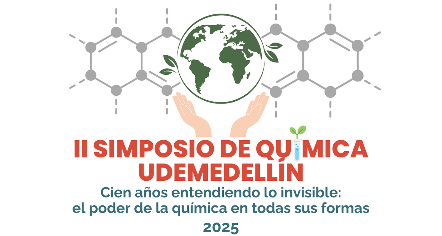 II SIMPOSIO DE QUÍMICA
UDEMEDELLÍN
Cien años entendiendo lo invisible:
el poder de la química en todas sus formas
2025